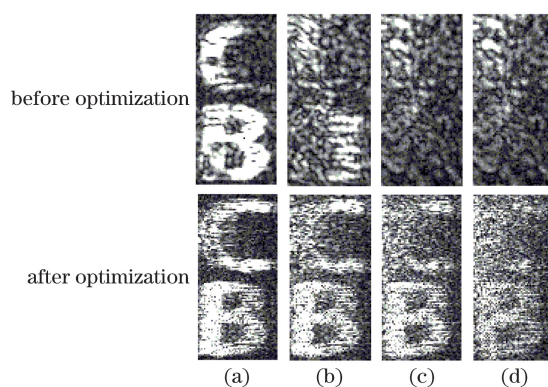 before optimization
C
B
after optimization
C C C
B B B B
(a) (b) (c) (d)